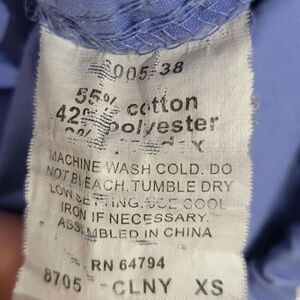 005 38
55% cotton
42% polyester
MACHINE WASH COLD. DO
NOT BLEACH. TUMBLE DRY
LOW SETTING. USE COOL
IRON IF NECESSARY.
ASSEMBLED IN CHINA
RN 64794
8705 CLNY XS